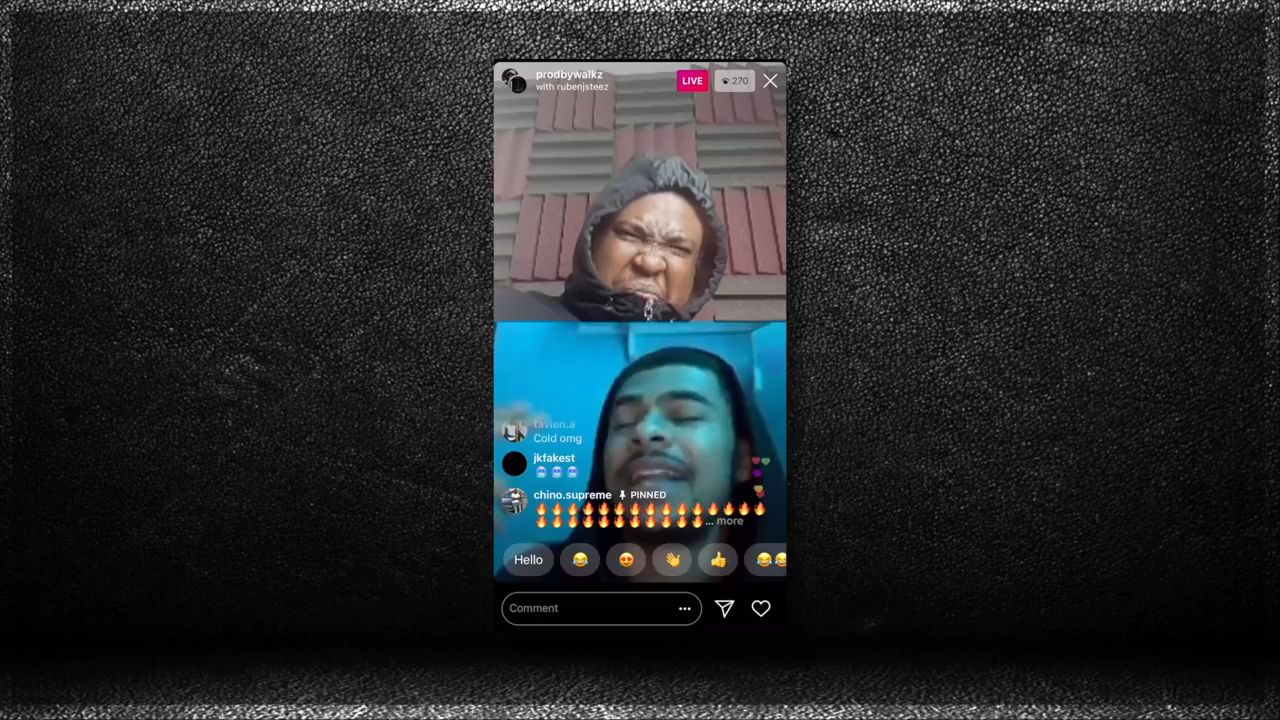 prodbywalkz
with rubenjsteez
LIVE
270
tavien.a
Cold omg
jkfakest
🥶🥶🥶
chino.supreme PINNED
🔥🔥🔥🔥🔥🔥🔥🔥🔥🔥🔥🔥🔥🔥🔥
🔥🔥🔥🔥🔥🔥🔥🔥🔥🔥🔥... more
Hello 😂 😍 👋 👍 😂😂
Comment